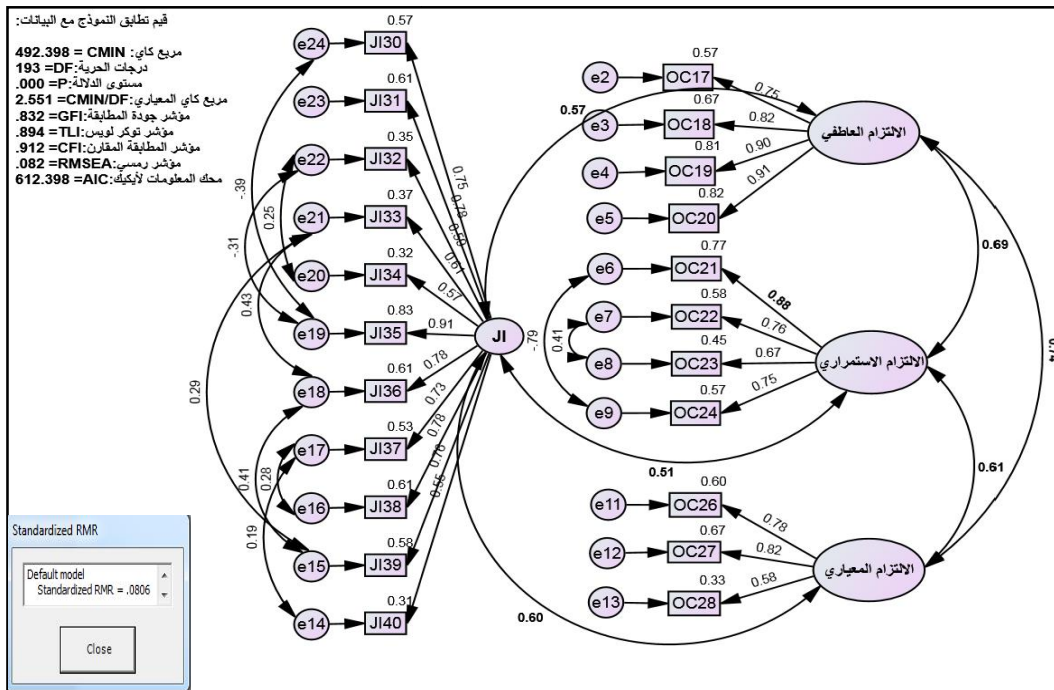 قيم تطابق النموذج مع البيانات:
مربع كاي: CMIN = 492.398
درجات الحرية:DF= 193
مستوى الدلالة:P= .000
مربع كاي المعياري:CMIN/DF= 2.551
مؤشر جودة المطابقة:GFI= .832
مؤشر توكر لويس:TLI= .894
مؤشر المطابقة المقارن:CFI= .912
مؤشر رمسي:RMSEA= .082
محك المعلومات لأيكيك:AIC= 612.398
0.57
e24 JI30
0.61
e23 JI31
0.35
e22 JI32
0.37
e21 JI33
0.32
e20 JI34
0.83
e19 JI35
0.61
e18 JI36
0.53
e17 JI37
0.61
e16 JI38
0.58
e15 JI39
0.31
e14 JI40
-.39
0.25
-.31
0.43
0.29
0.41
0.28
0.19
0.75
0.78
0.59
0.61
0.57
0.91
0.78
0.73
0.78
0.76
0.55
JI
0.57
e2 OC17
0.67
e3 OC18
0.81
e4 OC19
0.82
e5 OC20
0.75
0.82
0.90
0.91
الالتزام العاطفي
0.77
e6 OC21
0.58
e7 OC22
0.45
e8 OC23
0.57
e9 OC24
-.79
0.41
0.88
0.76
0.67
0.75
الالتزام الاستمراري
0.60
e11 OC26
0.67
e12 OC27
0.33
e13 OC28
0.78
0.82
0.58
الالتزام المعياري
0.57
0.51
0.60
0.69
0.61
0.74
Standardized RMR
Default model
Standardized RMR = .0806
Close